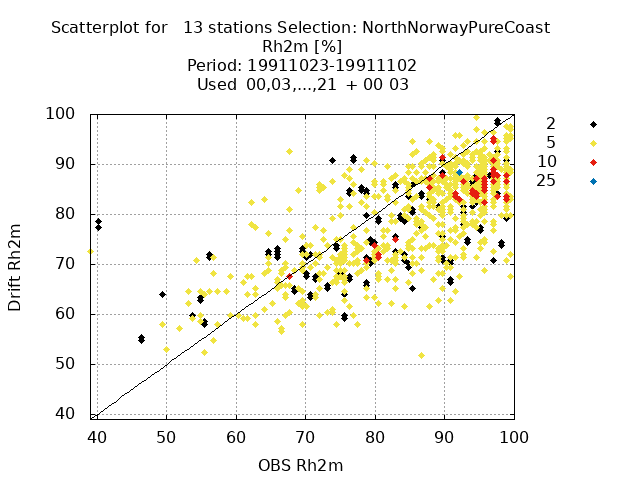 Scatterplot for   13 stations Selection: NorthNorwayPureCoast
Rh2m [%]
Period: 19911023-19911102
Used  00,03,...,21  + 00 03
2
5
10
25
100
90
80
70
60
50
40
Drift Rh2m
40 50 60 70 80 90 100
OBS Rh2m